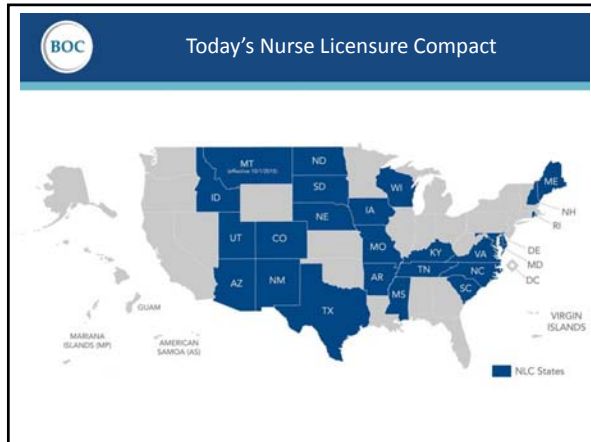 BOC
Today's Nurse Licensure Compact
MT
(effective 10/1/2015)
ND
ID
SD
WI
ME
NH
RI
NE
IA
UT
CO
MO
KY
VA
DE
MD
DC
AZ
NM
AR
TN
NC
SC
MS
TX
GUAM
MARIANA
ISLANDS (MP)
AMERICAN
SAMOA (AS)
VIRGIN
ISLANDS
NLC States